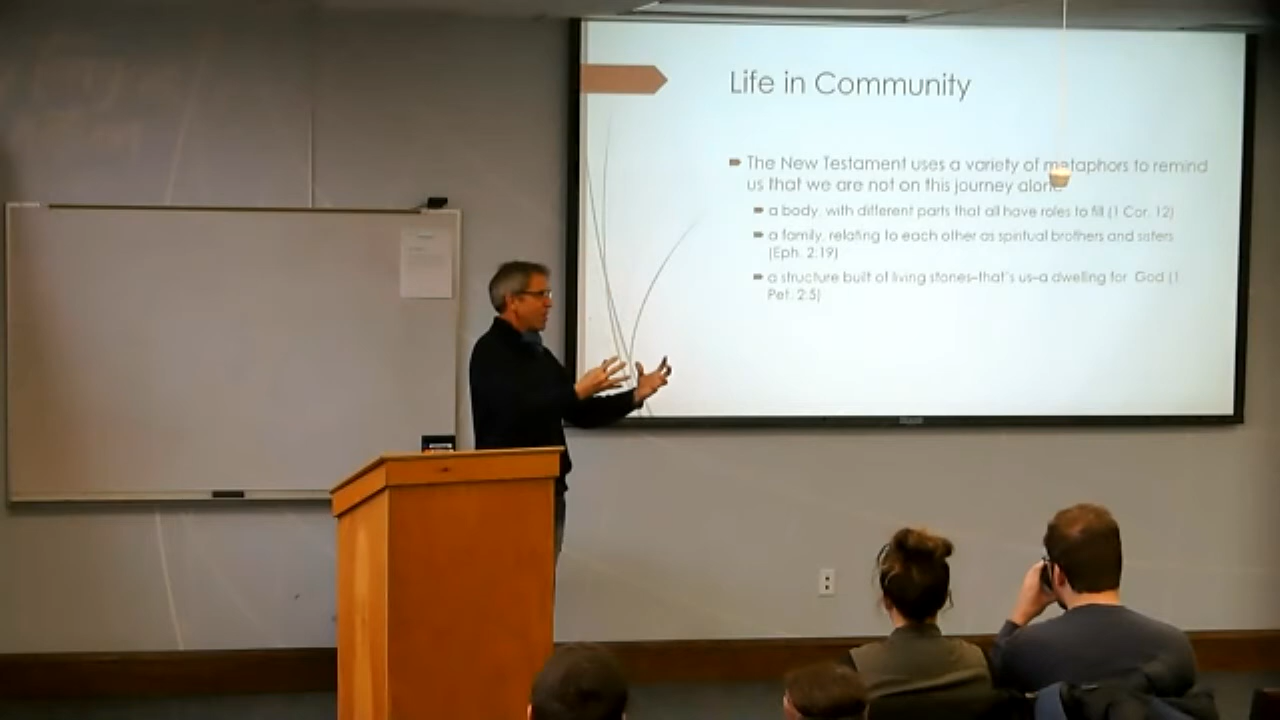 Life in Community
The New Testament uses a variety of metaphors to remind
us that we are not on this journey alone
a body, with different parts that all have roles to fill (1 Cor. 12)
a family, relating to each other as spiritual brothers and sisters
(Eph. 2:19)
a structure built of living stones–that's us–a dwelling for God (1
Pet. 2:5)